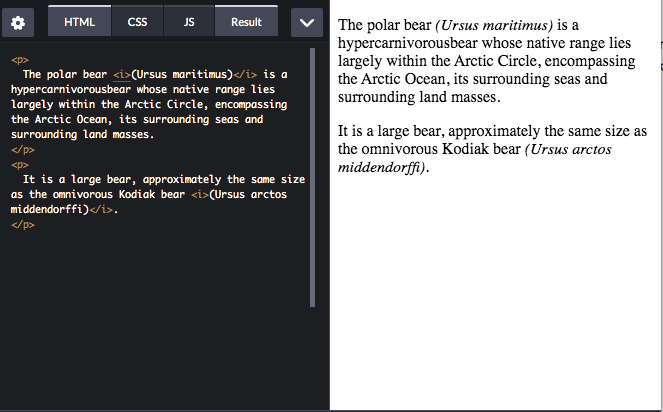 HTML
CSS
JS
Result
<p>
The polar bear <i>(Ursus maritimus)</i> is a
hypercarnivorousbear whose native range lies
largely within the Arctic Circle, encompassing
the Arctic Ocean, its surrounding seas and
surrounding land masses.
</p>
<p>
It is a large bear, approximately the same size
as the omnivorous Kodiak bear <i>(Ursus arctos
middendorffi)</i>.
</p>
The polar bear (Ursus maritimus) is a
hypercarnivorousbear whose native range lies
largely within the Arctic Circle, encompassing
the Arctic Ocean, its surrounding seas and
surrounding land masses.
It is a large bear, approximately the same size as
the omnivorous Kodiak bear (Ursus arctos
middendorffi).